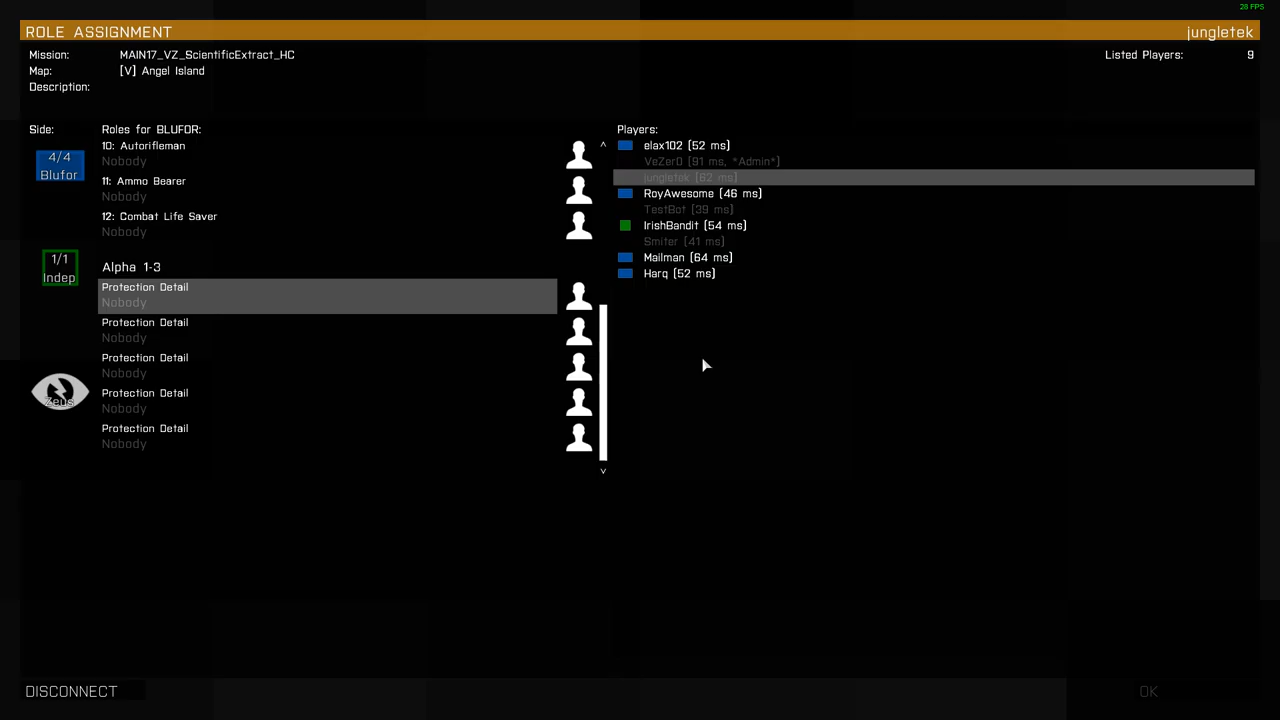 28 FPS
ROLE ASSIGNMENT
jungletek
Mission: MAIN17_VZ_ScientificExtract_HC
Listed Players: 9
Map: [V] Angel Island
Description:
Side:
Roles for BLUFOR:
Players:
4/4
Blufor
1/1
Indep
Zeus
10: Autorifleman
Nobody
11: Ammo Bearer
Nobody
12: Combat Life Saver
Nobody
Alpha 1-3
Protection Detail
Nobody
Protection Detail
Nobody
Protection Detail
Nobody
Protection Detail
Nobody
Protection Detail
Nobody
elax102 [52 ms]
VeZer0 [91 ms, *Admin*]
jungletek [62 ms]
RoyAwesome [46 ms]
TestBot [39 ms]
IrishBandit [54 ms]
Smiter [41 ms]
Mailman [64 ms]
Harq [52 ms]
DISCONNECT
OK